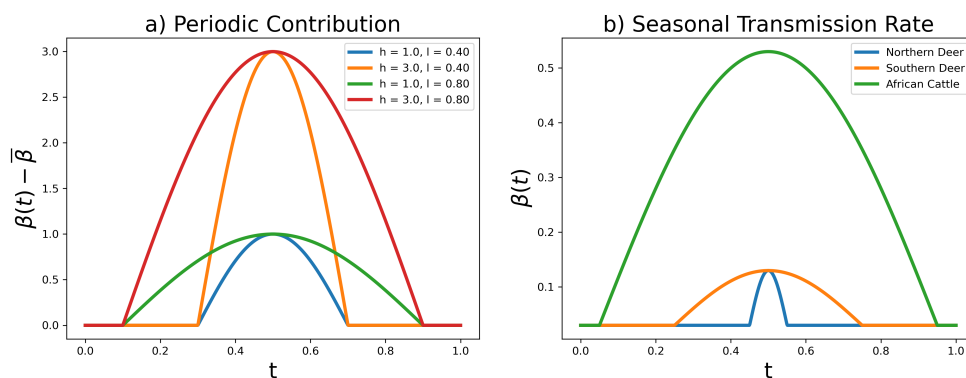 a) Periodic Contribution
β(t) − β̅
3.0
2.5
2.0
1.5
1.0
0.5
0.0
h = 1.0, l = 0.40
h = 3.0, l = 0.40
h = 1.0, l = 0.80
h = 3.0, l = 0.80
0.0 0.2 0.4 0.6 0.8 1.0
t
b) Seasonal Transmission Rate
β(t)
0.5
0.4
0.3
0.2
0.1
Northern Deer
Southern Deer
African Cattle
0.0 0.2 0.4 0.6 0.8 1.0
t